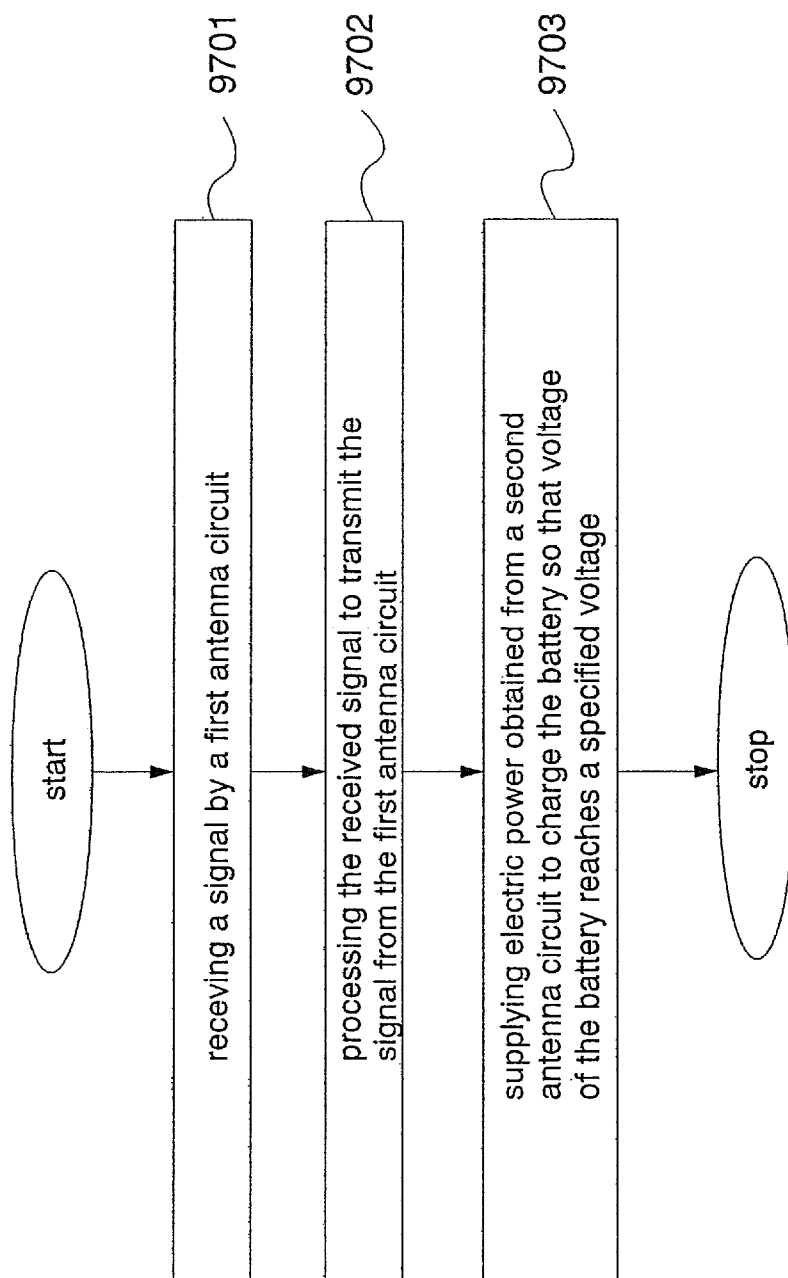 start
receving a signal by a first antenna circuit
9701
processing the received signal to transmit the
signal from the first antenna circuit
9702
supplying electric power obtained from a second
antenna circuit to charge the battery so that voltage
of the battery reaches a specified voltage
9703
stop